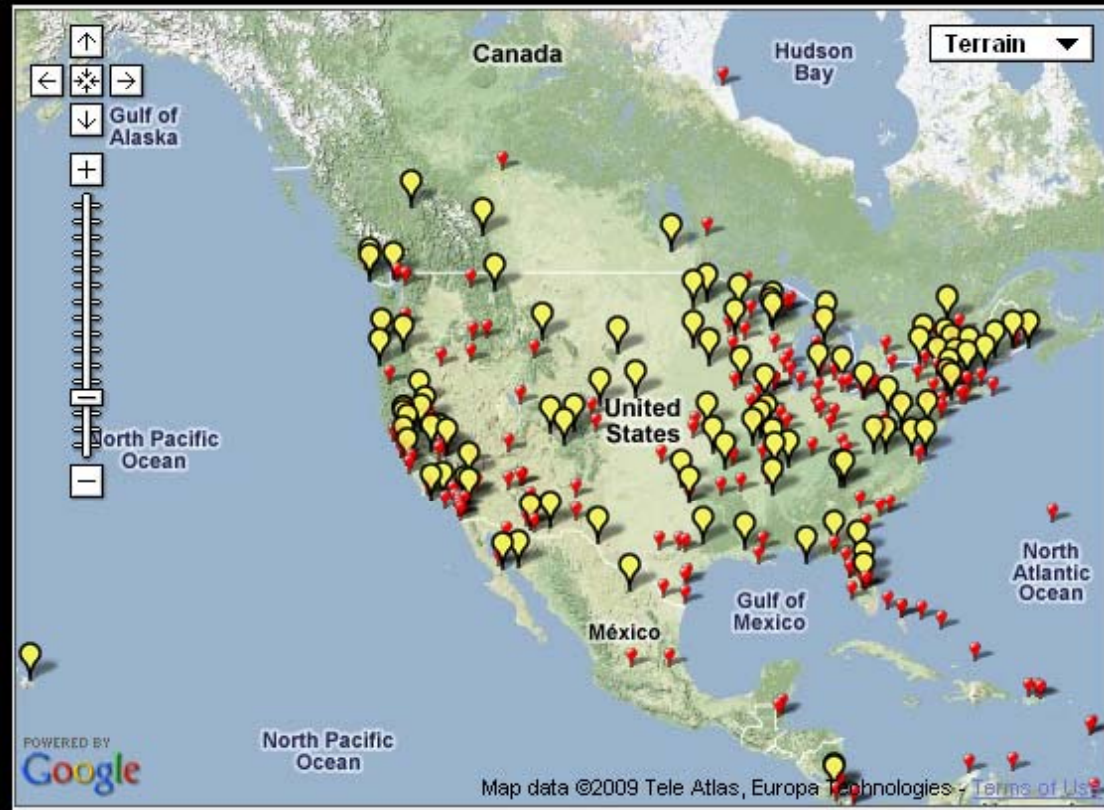 Canada
Hudson
Bay
Terrain
Gulf of
Alaska
United
States
North Pacific
Ocean
North
Atlantic
Ocean
Gulf of
Mexico
México
North Pacific
Ocean
POWERED BY
Google
Map data ©2009 Tele Atlas, Europa Technologies - Terms of Use